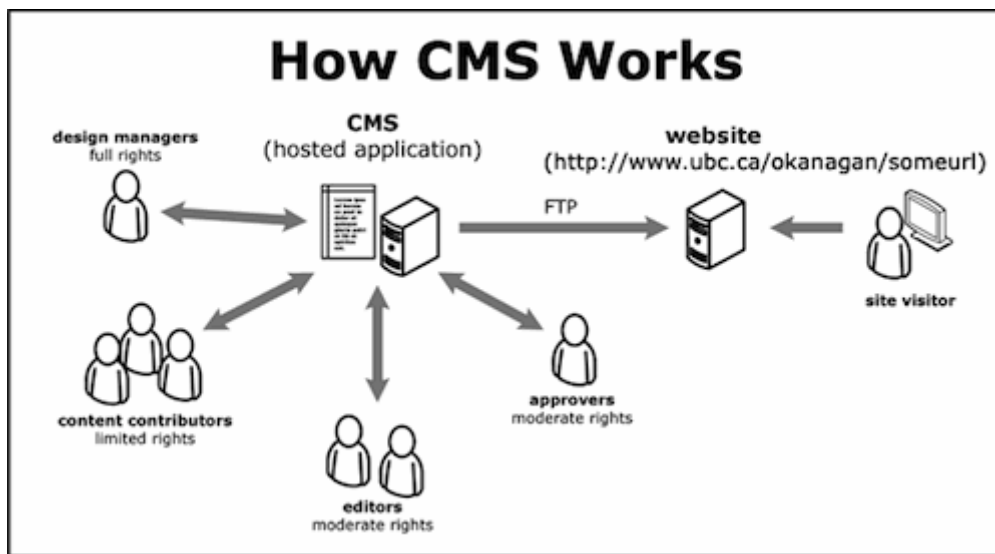 How CMS Works
design managers
full rights
CMS
(hosted application)
website
(http://www.ubc.ca/okanagan/someurl)
FTP
site visitor
content contributors
limited rights
approvers
moderate rights
editors
moderate rights